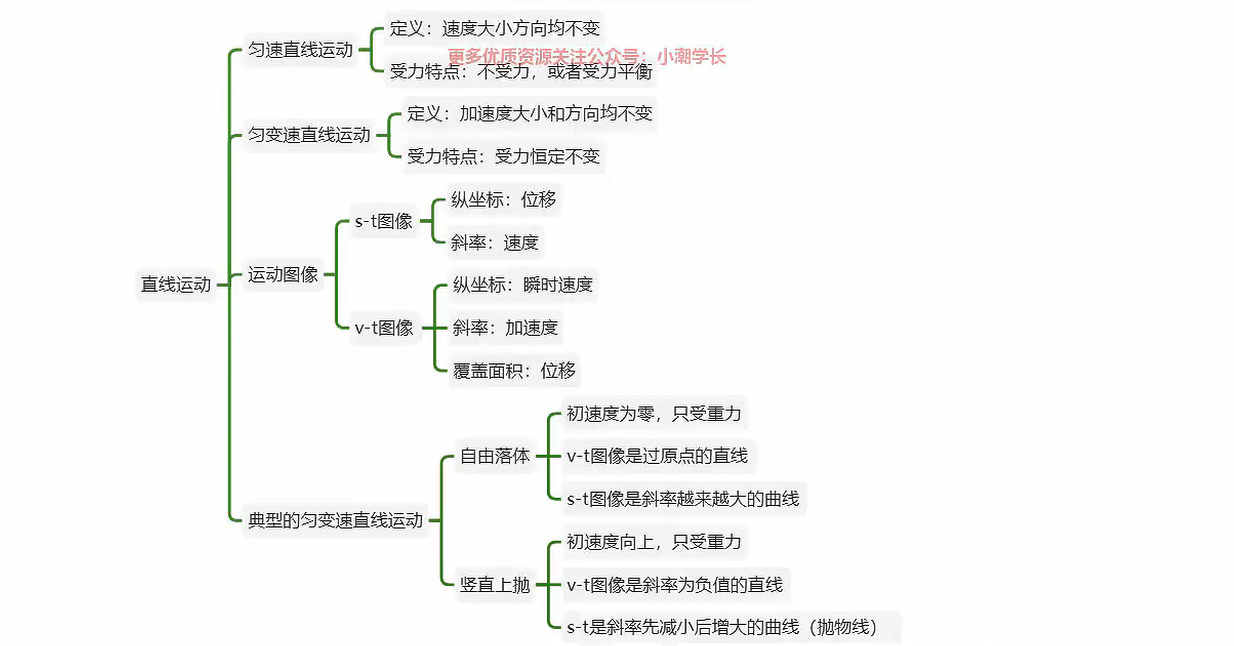 定义：速度大小方向均不变
匀速直线运动
更多优质资源关注公众号：小潮学长
受力特点：不受力，或者受力平衡
定义：加速度大小和方向均不变
匀变速直线运动
受力特点：受力恒定不变
纵坐标：位移
s-t图像
斜率：速度
运动图像
直线运动
纵坐标：瞬时速度
v-t图像
斜率：加速度
覆盖面积：位移
初速度为零，只受重力
自由落体
v-t图像是过原点的直线
s-t图像是斜率越来越大的曲线
典型的匀变速直线运动
初速度向上，只受重力
竖直上抛
v-t图像是斜率为负值的直线
s-t是斜率先减小后增大的曲线（抛物线）